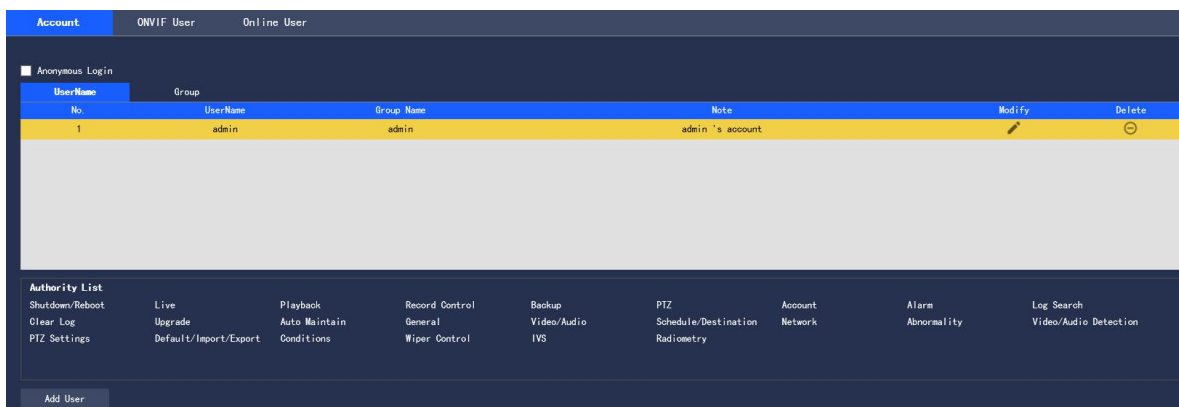 Account ONVIF User Online User
Anonymous Login
UserName Group
No. UserName Group Name Note Modify Delete
1 admin admin admin 's account
Authority List
Shutdown/Reboot Live Playback Record Control Backup PTZ Account Alarm Log Search
Clear Log Upgrade Auto Maintain General Video/Audio Schedule/Destination Network Abnormality Video/Audio Detection
PTZ Settings Default/Import/Export Conditions Wiper Control IVS Radiometry
Add User